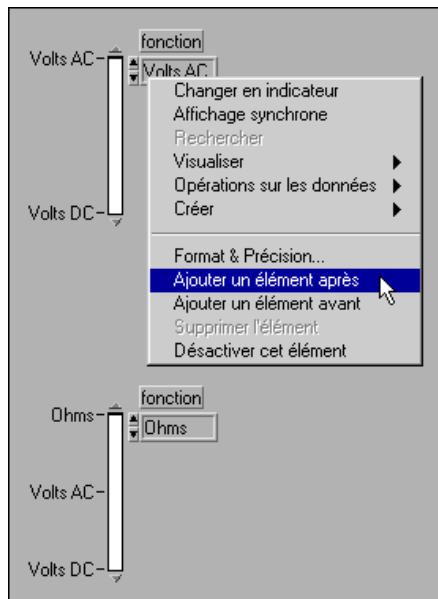 fonction
Volts AC
Volts AC
Changer en indicateur
Affichage synchrone
Rechercher
Visualiser
Opérations sur les données
Créer
Volts DC
Format & Précision...
Ajouter un élément après
Ajouter un élément avant
Supprimer l'élément
Désactiver cet élément
fonction
Ohms
Ohms
Volts AC
Volts DC